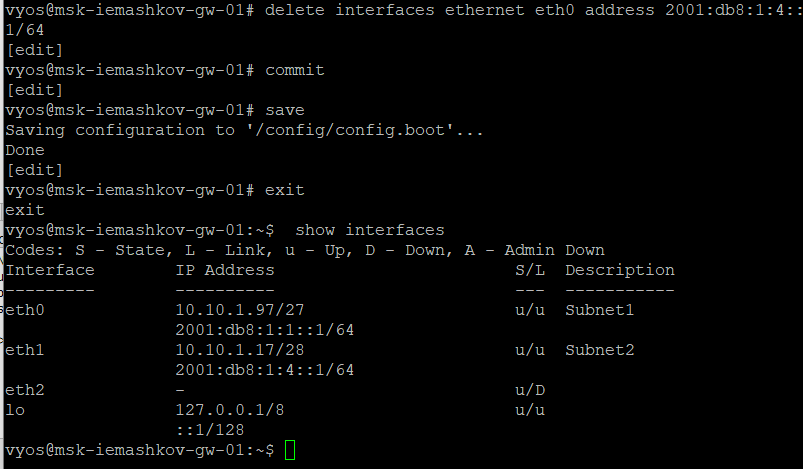 vyos@msk-iemashkov-gw-01# delete interfaces ethernet eth0 address 2001:db8:1:4::
1/64
[edit]
vyos@msk-iemashkov-gw-01# commit
[edit]
vyos@msk-iemashkov-gw-01# save
Saving configuration to '/config/config.boot'...
Done
[edit]
vyos@msk-iemashkov-gw-01# exit
exit
vyos@msk-iemashkov-gw-01:~$  show interfaces
Codes: S - State, L - Link, u - Up, D - Down, A - Admin Down
Interface        IP Address                        S/L  Description
---------        ----------                        ---  -----------
eth0             10.10.1.97/27                     u/u  Subnet1
                 2001:db8:1:1::1/64
eth1             10.10.1.17/28                     u/u  Subnet2
                 2001:db8:1:4::1/64
eth2             -                                 u/D
lo               127.0.0.1/8                       u/u
                 ::1/128
vyos@msk-iemashkov-gw-01:~$